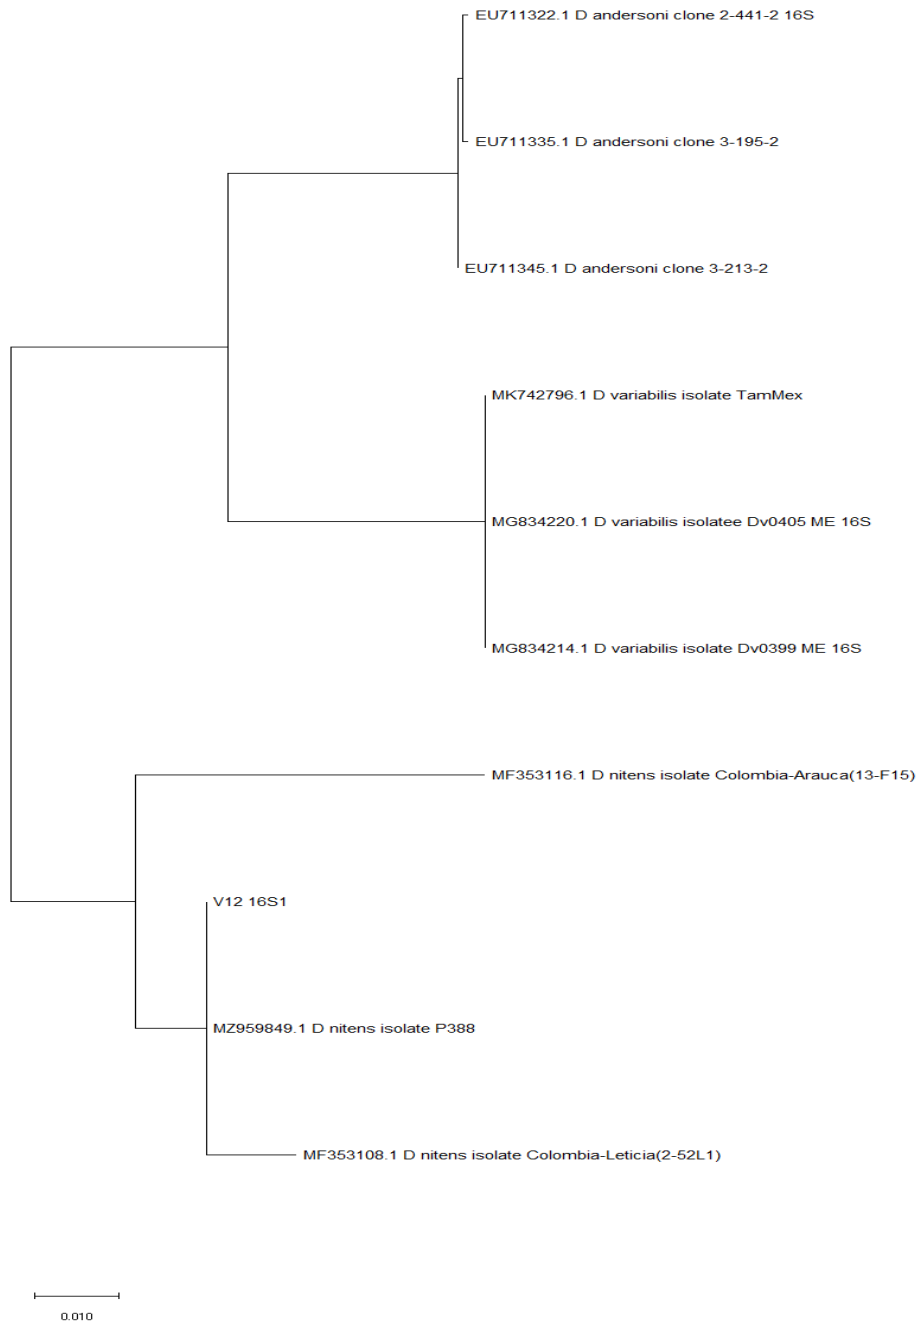 EU711322.1 D andersoni clone 2-441-2 16S
EU711335.1 D andersoni clone 3-195-2
EU711345.1 D andersoni clone 3-213-2
MK742796.1 D variabilis isolate TamMex
MG834220.1 D variabilis isolatee Dv0405 ME 16S
MG834214.1 D variabilis isolate Dv0399 ME 16S
MF353116.1 D nitens isolate Colombia-Arauca(13-F15)
V12 16S1
MZ959849.1 D nitens isolate P388
MF353108.1 D nitens isolate Colombia-Leticia(2-52L1)
0.010